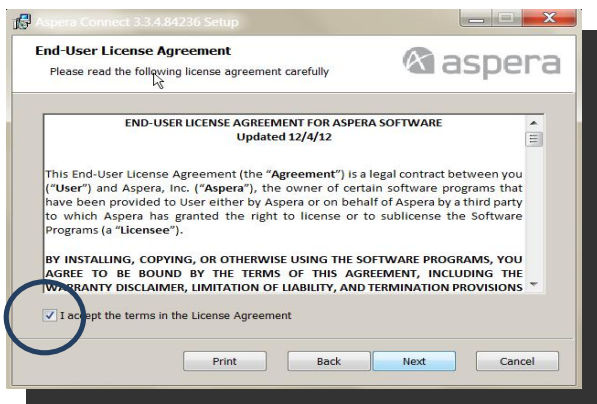 Aspera Connect 3.3.4.84236 Setup
End-User License Agreement
Please read the following license agreement carefully
aspera
END-USER LICENSE AGREEMENT FOR ASPERA SOFTWARE
Updated 12/4/12
This End-User License Agreement (the “Agreement”) is a legal contract between you
(“User”) and Aspera, Inc. (“Aspera”), the owner of certain software programs that
have been provided to User either by Aspera or on behalf of Aspera by a third party
to which Aspera has granted the right to license or to sublicense the Software
Programs (a “Licensee”).
BY INSTALLING, COPYING, OR OTHERWISE USING THE SOFTWARE PROGRAMS, YOU
AGREE TO BE BOUND BY THE TERMS OF THIS AGREEMENT, INCLUDING THE
WARRANTY DISCLAIMER, LIMITATION OF LIABILITY, AND TERMINATION PROVISIONS
I accept the terms in the License Agreement
Print Back Next Cancel